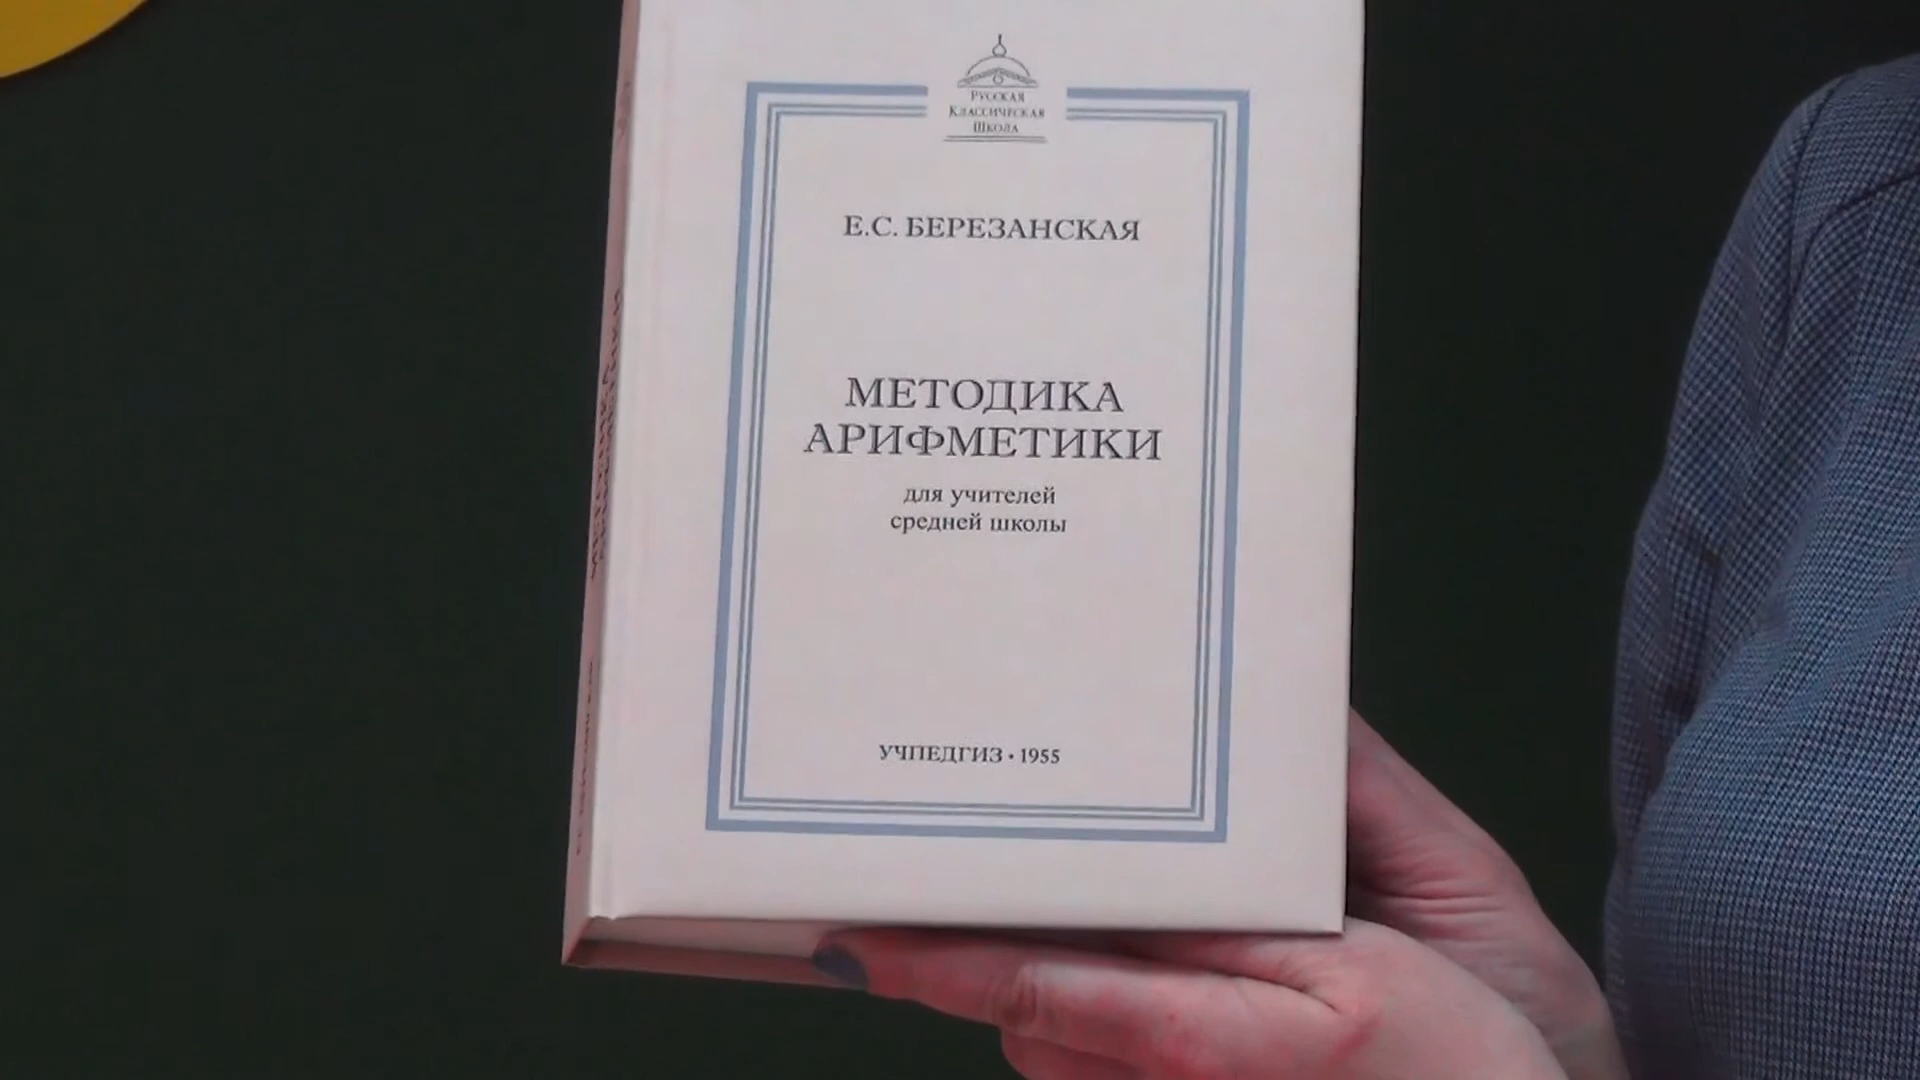 Русская
Классическая
Школа
Е.С. БЕРЕЗАНСКАЯ
МЕТОДИКА
АРИФМЕТИКИ
для учителей
средней школы
УЧПЕДГИЗ • 1955